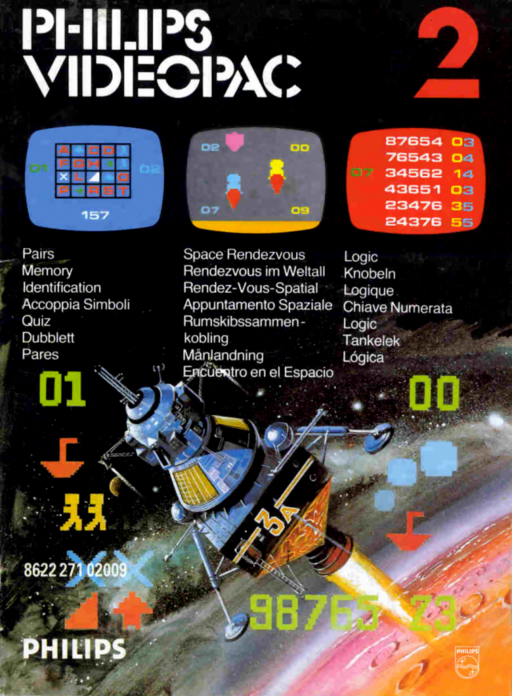 PHILIPS
VIDEOPAC
2
A C O 1
F O H 1
X L C
P R E T
01
02
157
02
00
07
09
87654 03
76543 04
07 34562 14
43651 03
23476 35
24376 55
Pairs
Memory
Identification
Accoppia Simboli
Quiz
Dubblett
Pares
Space Rendezvous
Rendezvous im Weltall
Rendez-Vous-Spatial
Appuntamento Spaziale
Rumskibssammen-
kobling
Månlandning
Encuentro en el Espacio
Logic
Knobeln
Logique
Chiave Numerata
Logic
Tankelek
Lógica
01
00
3A
8622 271 02009
98765 23
PHILIPS
PHILIPS